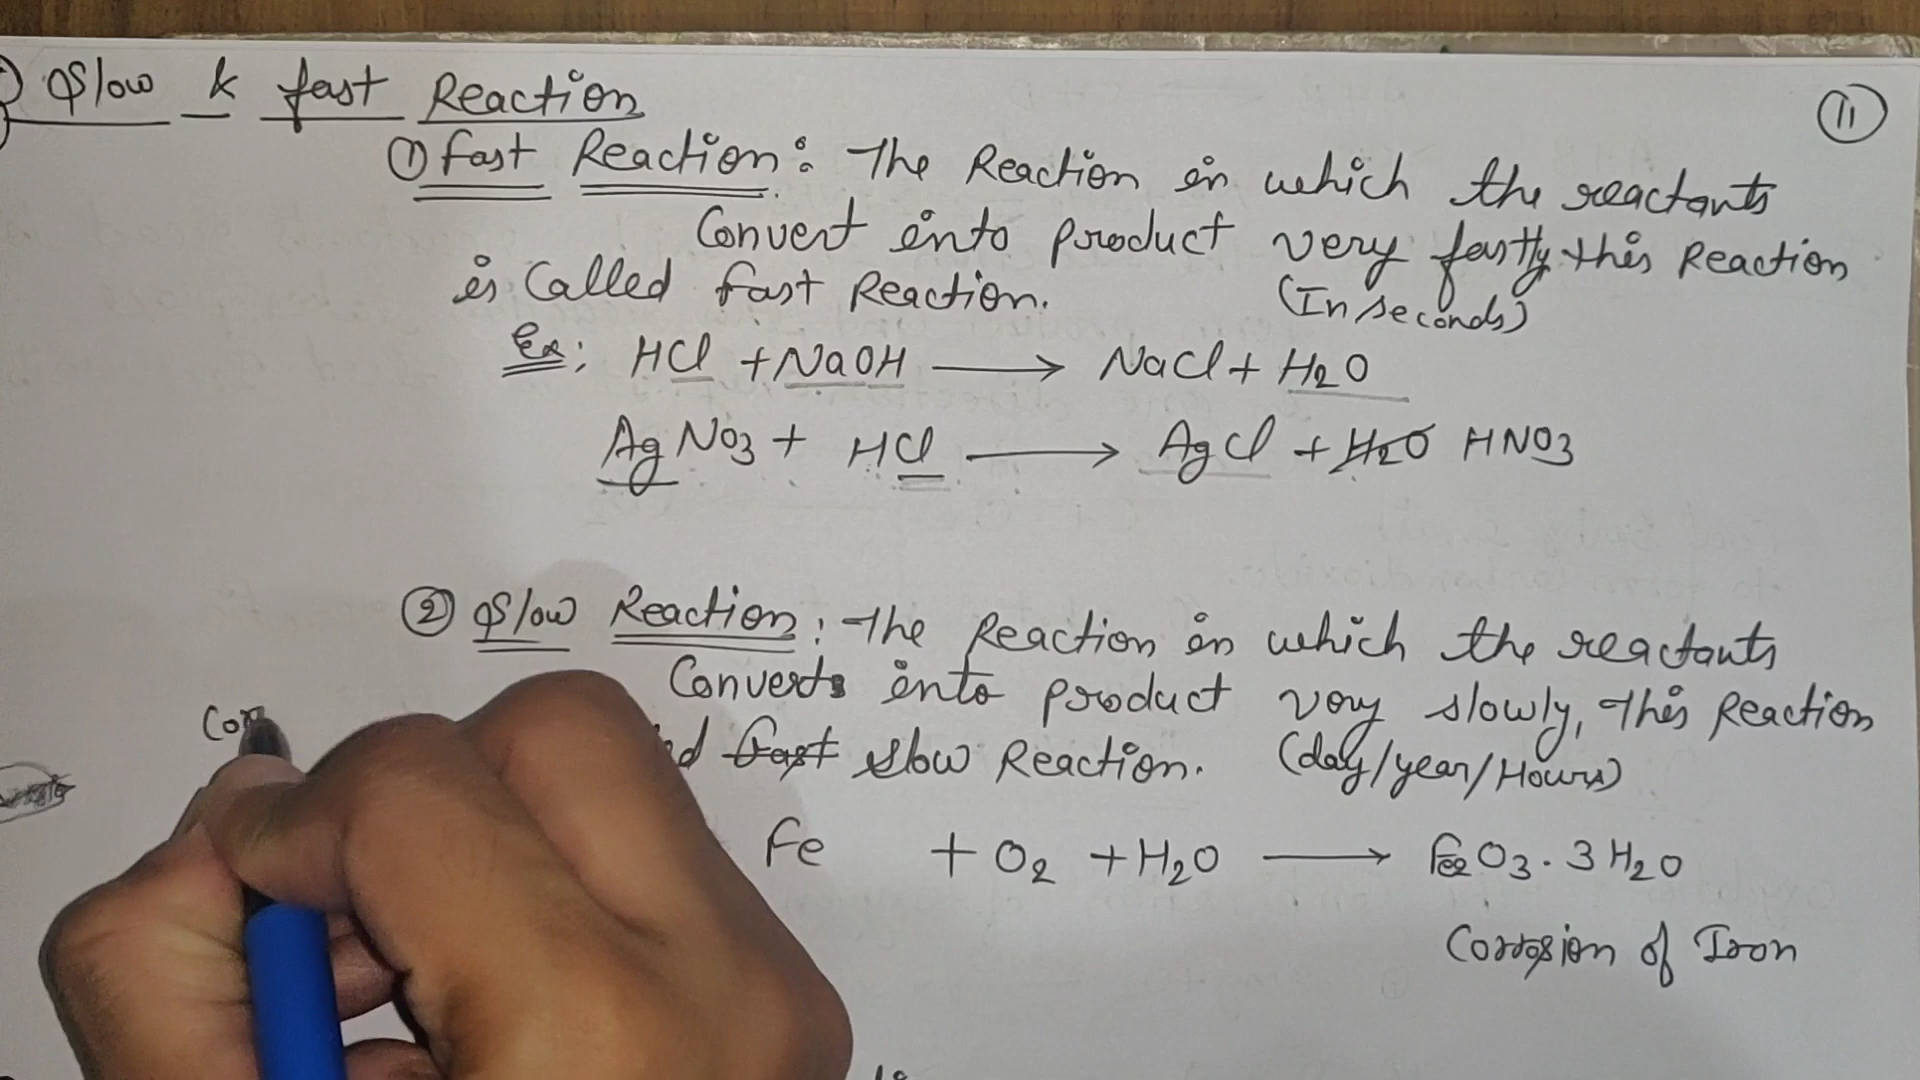 Slow & fast Reaction
11
① fast Reaction: The Reaction in which the reactants
Convert into product very fastly this Reaction
is Called fast Reaction. (In seconds)
Ex: HCl + NaOH ⟶ NaCl + H2O
AgNO3 + HCl ⟶ AgCl + H2O HNO3
② Slow Reaction: The Reaction in which the reactants
Converts into product very slowly, this Reaction
fast slow Reaction. (day/year/Hours)
Cor
Fe + O2 + H2O ⟶ Fe2O3.3H2O
Corrosion of Iron